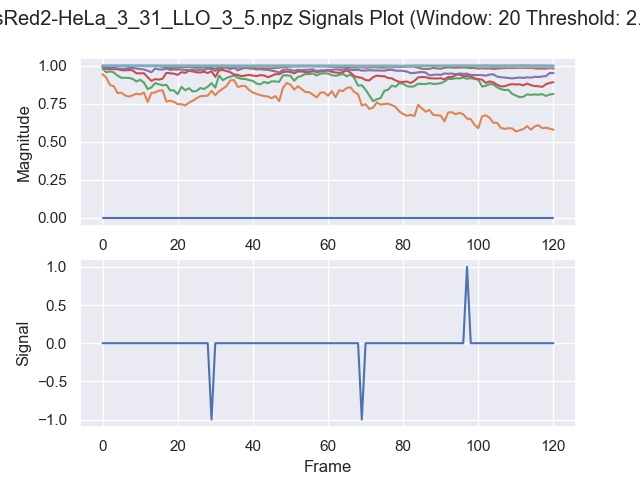 sRed2-HeLa_3_31_LLO_3_5.npz Signals Plot (Window: 20 Threshold: 2.
1.00
0.75
0.50
0.25
0.00
Magnitude
0 20 40 60 80 100 120
1.0
0.5
0.0
−0.5
−1.0
Signal
0 20 40 60 80 100 120
Frame